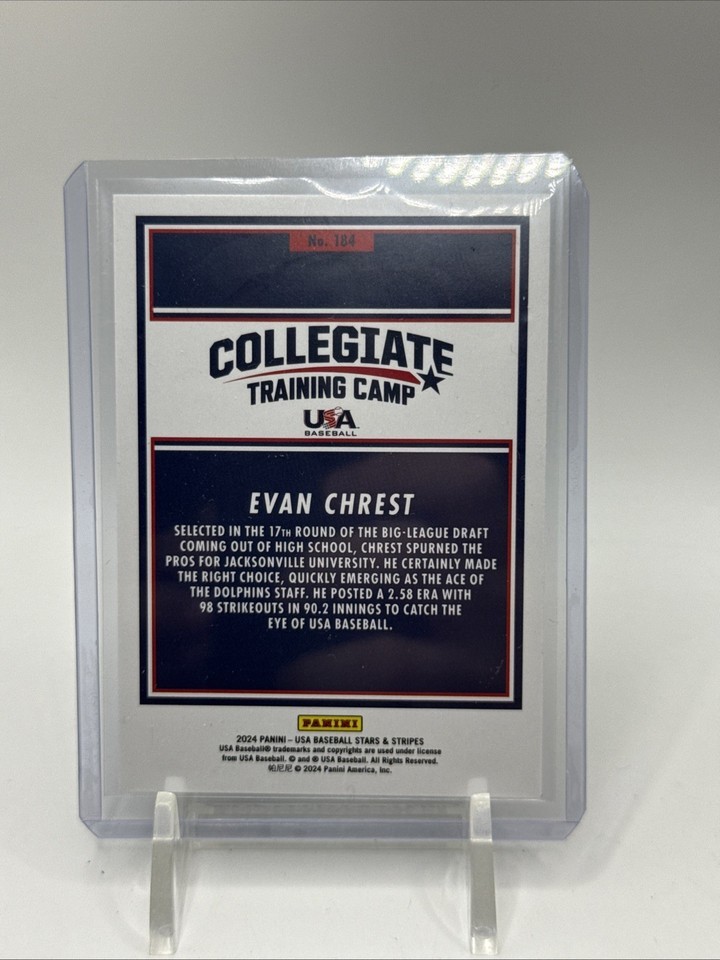 No. 184
COLLEGIATE
TRAINING CAMP
USA
BASEBALL
EVAN CHREST
SELECTED IN THE 17TH ROUND OF THE BIG-LEAGUE DRAFT
COMING OUT OF HIGH SCHOOL, CHREST SPURNED THE
PROS FOR JACKSONVILLE UNIVERSITY. HE CERTAINLY MADE
THE RIGHT CHOICE, QUICKLY EMERGING AS THE ACE OF
THE DOLPHINS STAFF. HE POSTED A 2.58 ERA WITH
98 STRIKEOUTS IN 90.2 INNINGS TO CATCH THE
EYE OF USA BASEBALL.
PANINI
2024 PANINI – USA BASEBALL STARS & STRIPES
USA Baseball® trademarks and copyrights are used under license
from USA Baseball. © and ® USA Baseball. All Rights Reserved.
帕尼尼 © 2024 Panini America, Inc.